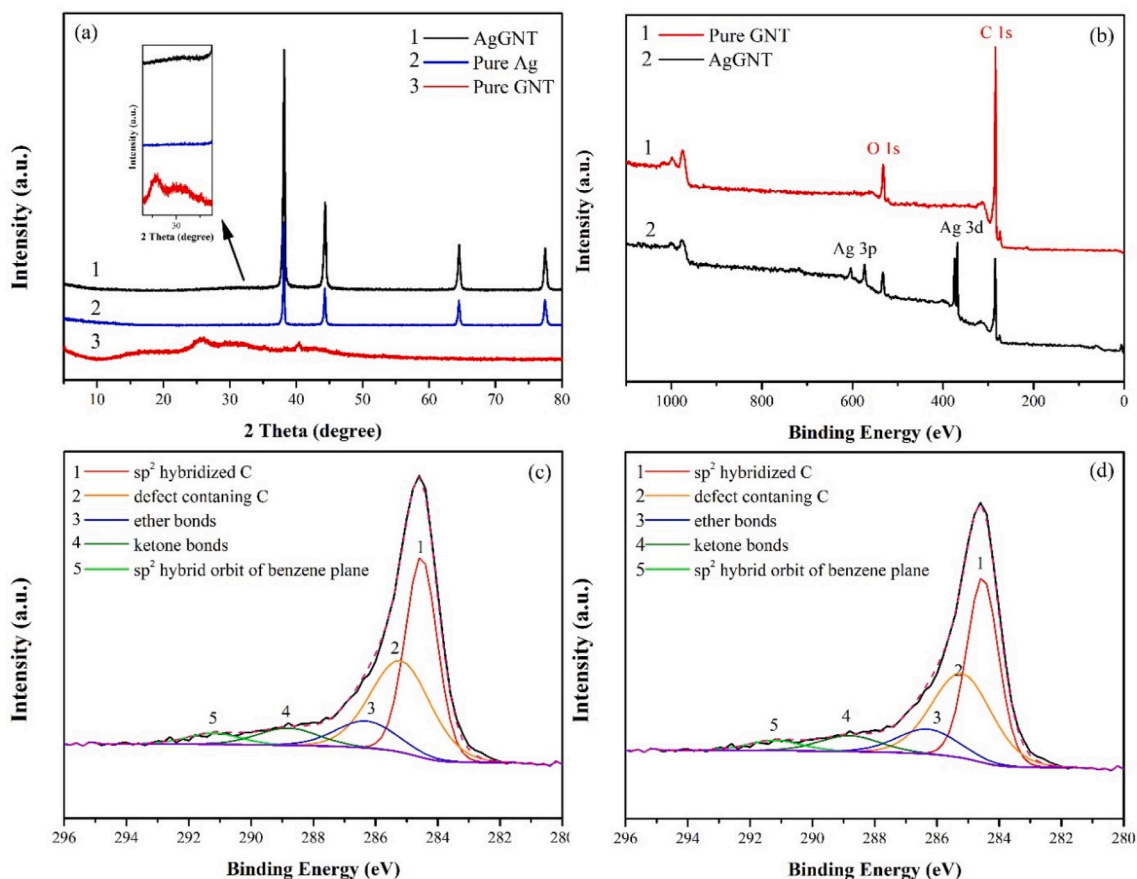 (a)
1 AgGNT
2 Pure Ag
3 Pure GNT
Intensity (a.u.)
30
2 Theta (degree)
1
2
3
Intensity (a.u.)
10 20 30 40 50 60 70 80
2 Theta (degree)
(b)
1 Pure GNT
2 AgGNT
C 1s
O 1s
1
2
Ag 3p
Ag 3d
Intensity (a.u.)
1000 800 600 400 200 0
Binding Energy (eV)
(c)
1 sp² hybridized C
2 defect contaning C
3 ether bonds
4 ketone bonds
5 sp² hybrid orbit of benzene plane
1
2
3
4
5
Intensity (a.u.)
296 294 292 290 288 286 284 282 280
Binding Energy (eV)
(d)
1 sp² hybridized C
2 defect contaning C
3 ether bonds
4 ketone bonds
5 sp² hybrid orbit of benzene plane
1
2
3
4
5
Intensity (a.u.)
296 294 292 290 288 286 284 282 280
Binding Energy (eV)